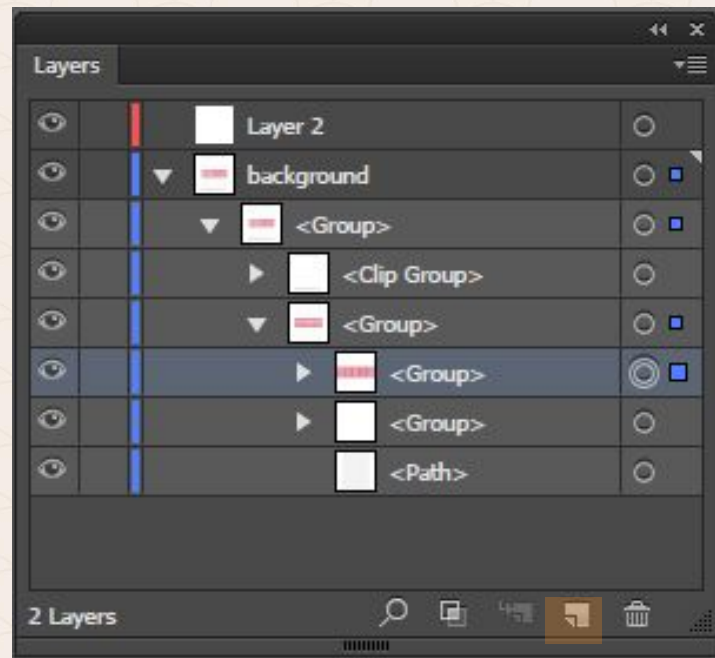 Layers
Layer 2
background
<Group>
<Clip Group>
<Group>
<Group>
<Group>
<Path>
2 Layers